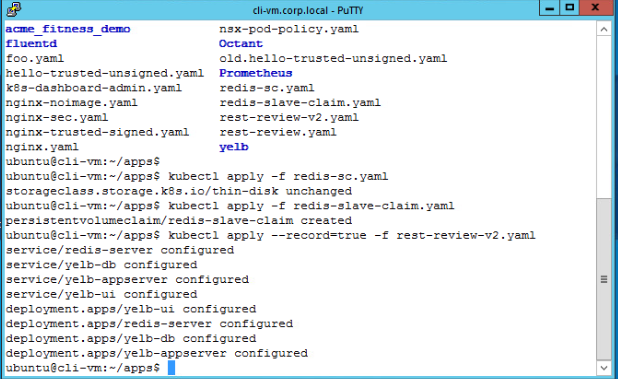 cli-vm.corp.local - PuTTY
acme_fitness_demo nsx-pod-policy.yaml
fluentd Octant
foo.yaml old.hello-trusted-unsigned.yaml
hello-trusted-unsigned.yaml Prometheus
k8s-dashboard-admin.yaml redis-sc.yaml
nginx-noimage.yaml redis-slave-claim.yaml
nginx-sec.yaml rest-review-v2.yaml
nginx-trusted-signed.yaml rest-review.yaml
nginx.yaml yelb
ubuntu@cli-vm:~/apps$
ubuntu@cli-vm:~/apps$ kubectl apply -f redis-sc.yaml
storageclass.storage.k8s.io/thin-disk unchanged
ubuntu@cli-vm:~/apps$ kubectl apply -f redis-slave-claim.yaml
persistentvolumeclaim/redis-slave-claim created
ubuntu@cli-vm:~/apps$ kubectl apply --record=true -f rest-review-v2.yaml
service/redis-server configured
service/yelb-db configured
service/yelb-appserver configured
service/yelb-ui configured
deployment.apps/yelb-ui configured
deployment.apps/redis-server configured
deployment.apps/yelb-db configured
deployment.apps/yelb-appserver configured
ubuntu@cli-vm:~/apps$